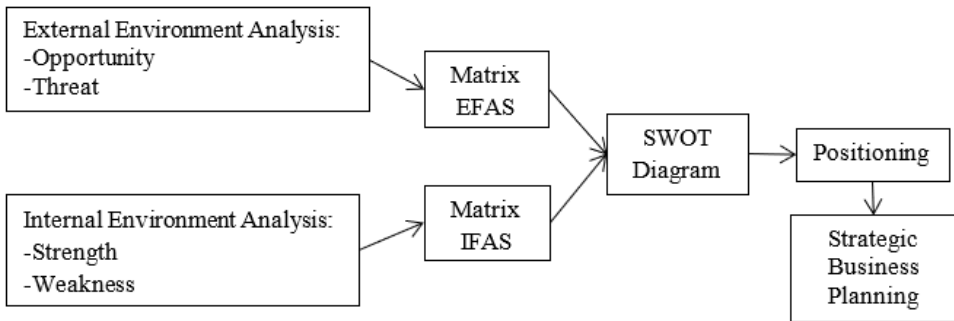 External Environment Analysis:
-Opportunity
-Threat
Matrix
EFAS
SWOT
Diagram
Positioning
Internal Environment Analysis:
-Strength
-Weakness
Matrix
IFAS
Strategic
Business
Planning